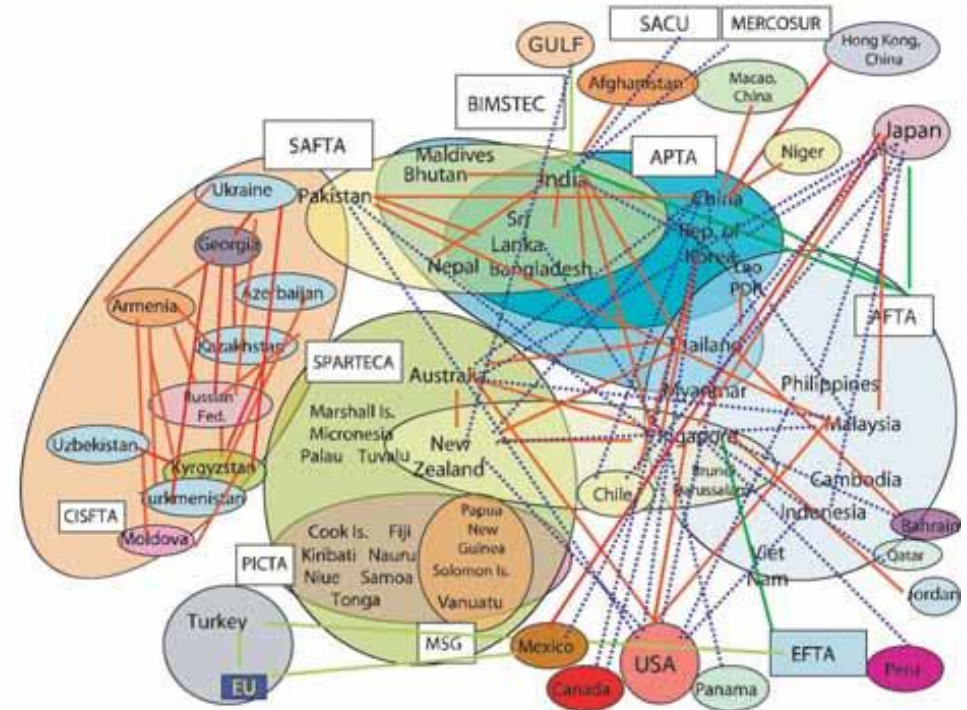 SACU
MERCOSUR
GULF
Hong Kong,
China
Afghanistan
Macao,
China
BIMSTEC
Japan
SAFTA
APTA
Niger
Maldives
Bhutan
India
Ukraine
Pakistan
China
Georgia
Sri
Lanka
Rep. of
Korea
Nepal
Bangladesh
Lao
PDR
Azerbaijan
Armenia
AFTA
Kazakhstan
Thailand
SPARTECA
Australia
Myanmar
Philippines
Russian
Fed.
Marshall Is.
Micronesia
Palau Tuvalu
Malaysia
Uzbekistan
New
Zealand
Singapore
Kyrgyzstan
Brunei
Darussalam
Cambodia
Turkmenistan
Chile
CISFTA
Indonesia
Bahrain
Moldova
Cook Is. Fiji
Kiribati Nauru
Niue Samoa
Tonga
Papua
New
Guinea
Solomon Is.
Vanuatu
PICTA
Viet
Nam
Qatar
Jordan
Turkey
MSG
Mexico
USA
EFTA
Peru
EU
Canada
Panama